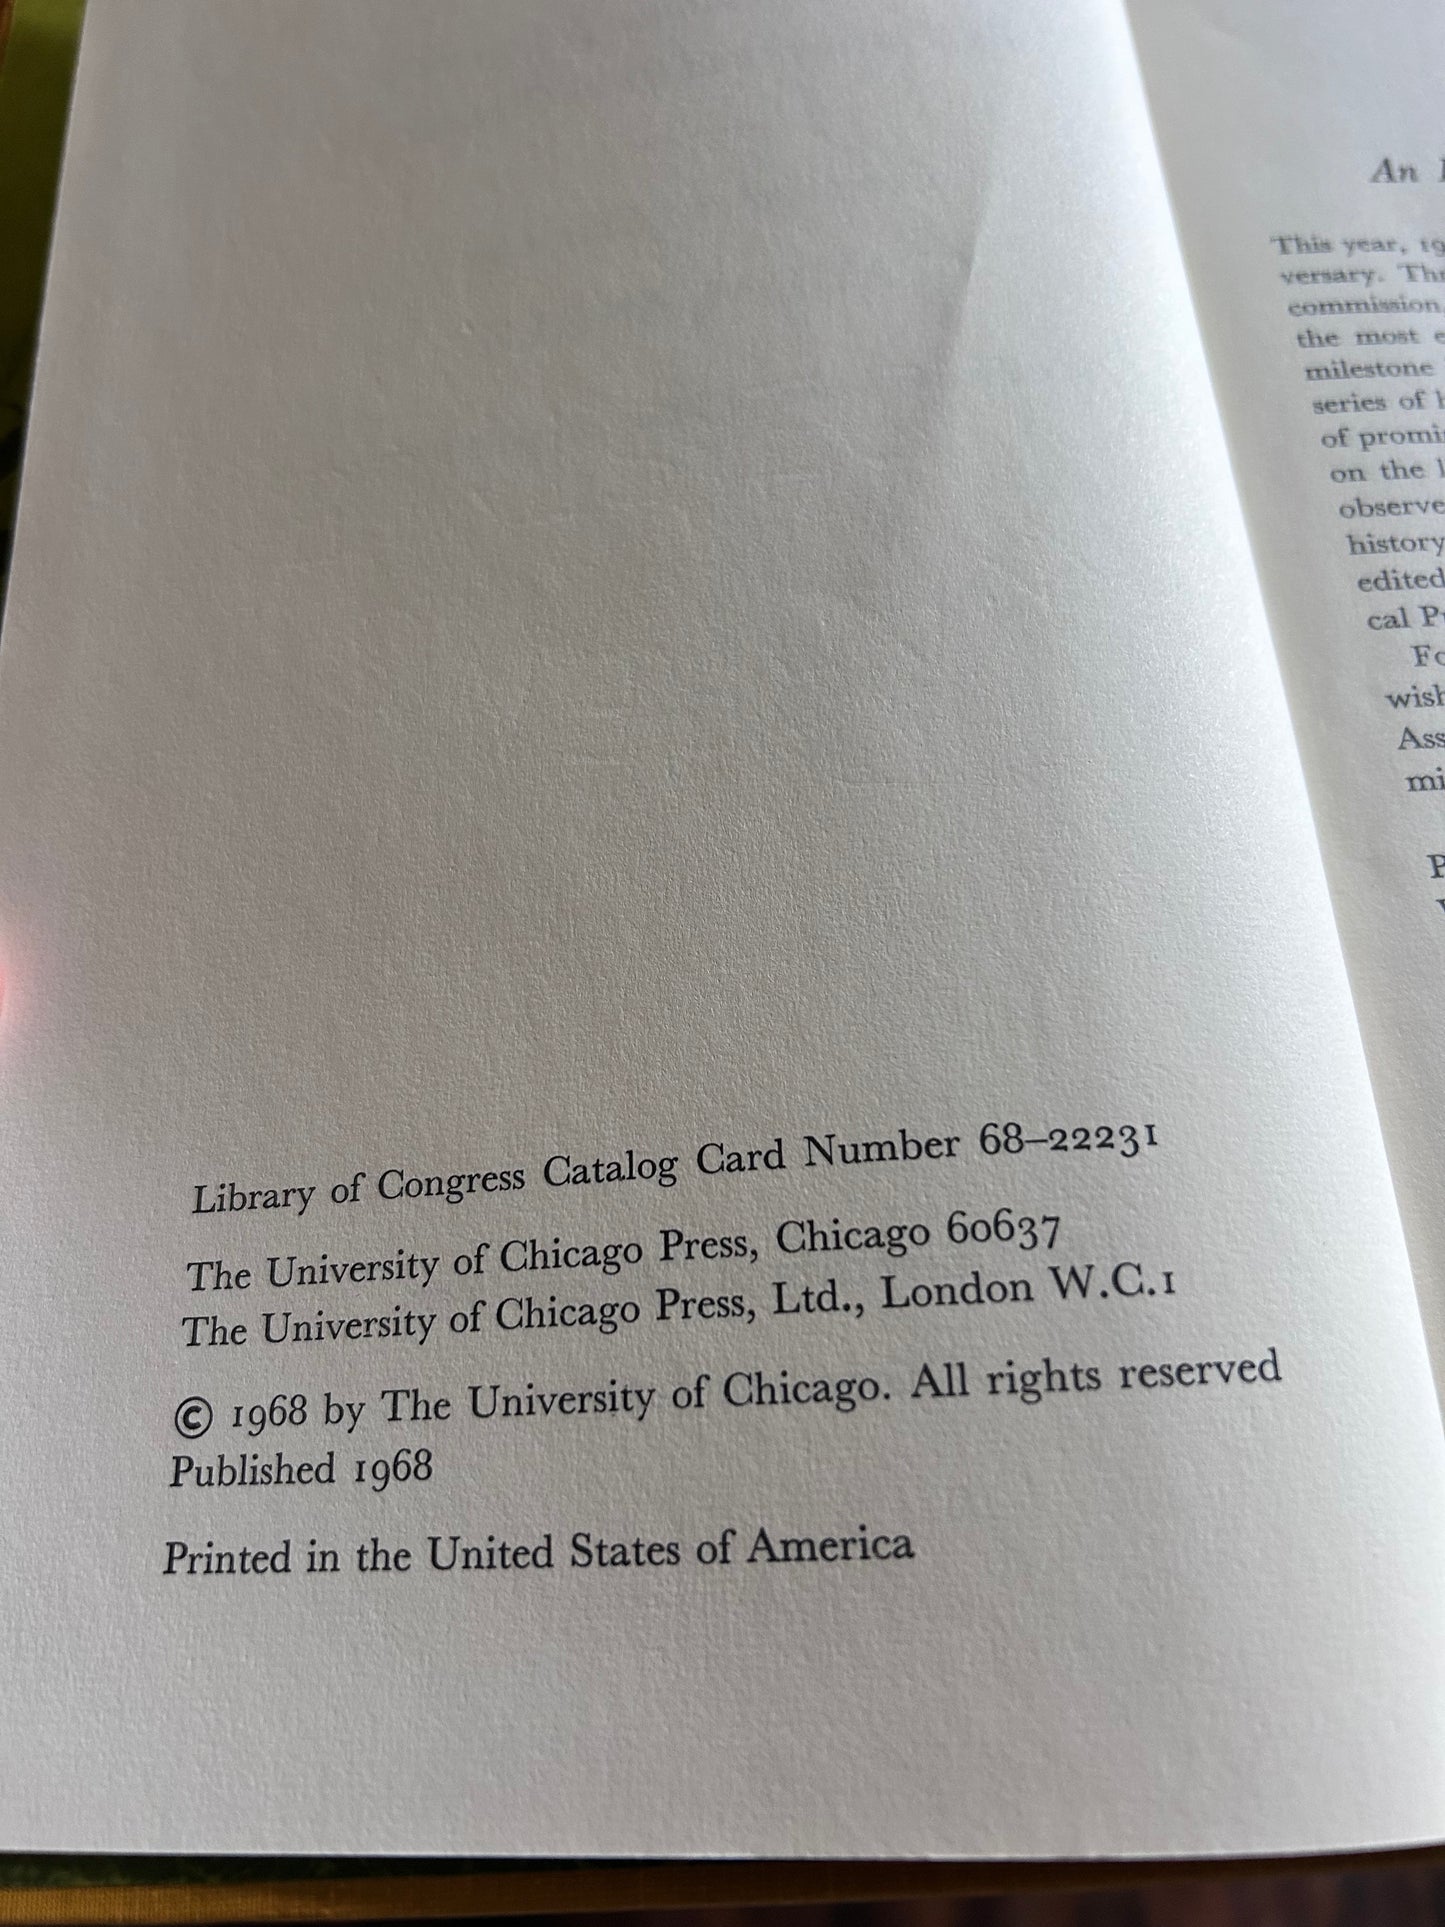 Library of Congress Catalog Card Number 68–22231
The University of Chicago Press, Chicago 60637
The University of Chicago Press, Ltd., London W.C.1
© 1968 by The University of Chicago. All rights reserved
Published 1968
Printed in the United States of America
An
This year, 19
versary.
commission,
the most
milestone
series of
of promi
on the
observe
history
edited
cal
wish
Ass
mi